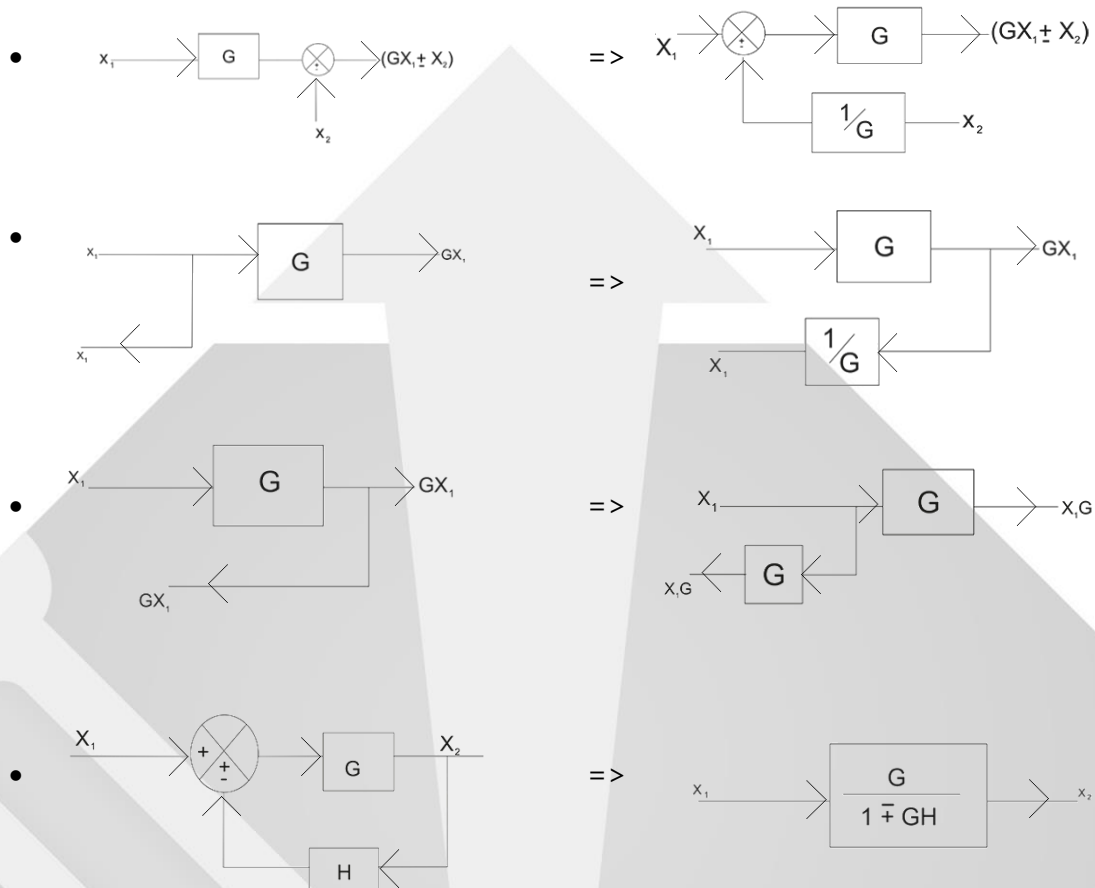 • X₁ G ± (GX₁ ± X₂) => X₁ ± G (GX₁ ± X₂)
X₂ 1/G X₂
• X₁ G GX₁ => X₁ G GX₁
X₁ X₁ 1/G
• X₁ G GX₁ => X₁ G X₁G
GX₁ X₁G G
• X₁ + ± G X₂ => X₁ G / 1 ∓ GH X₂
H